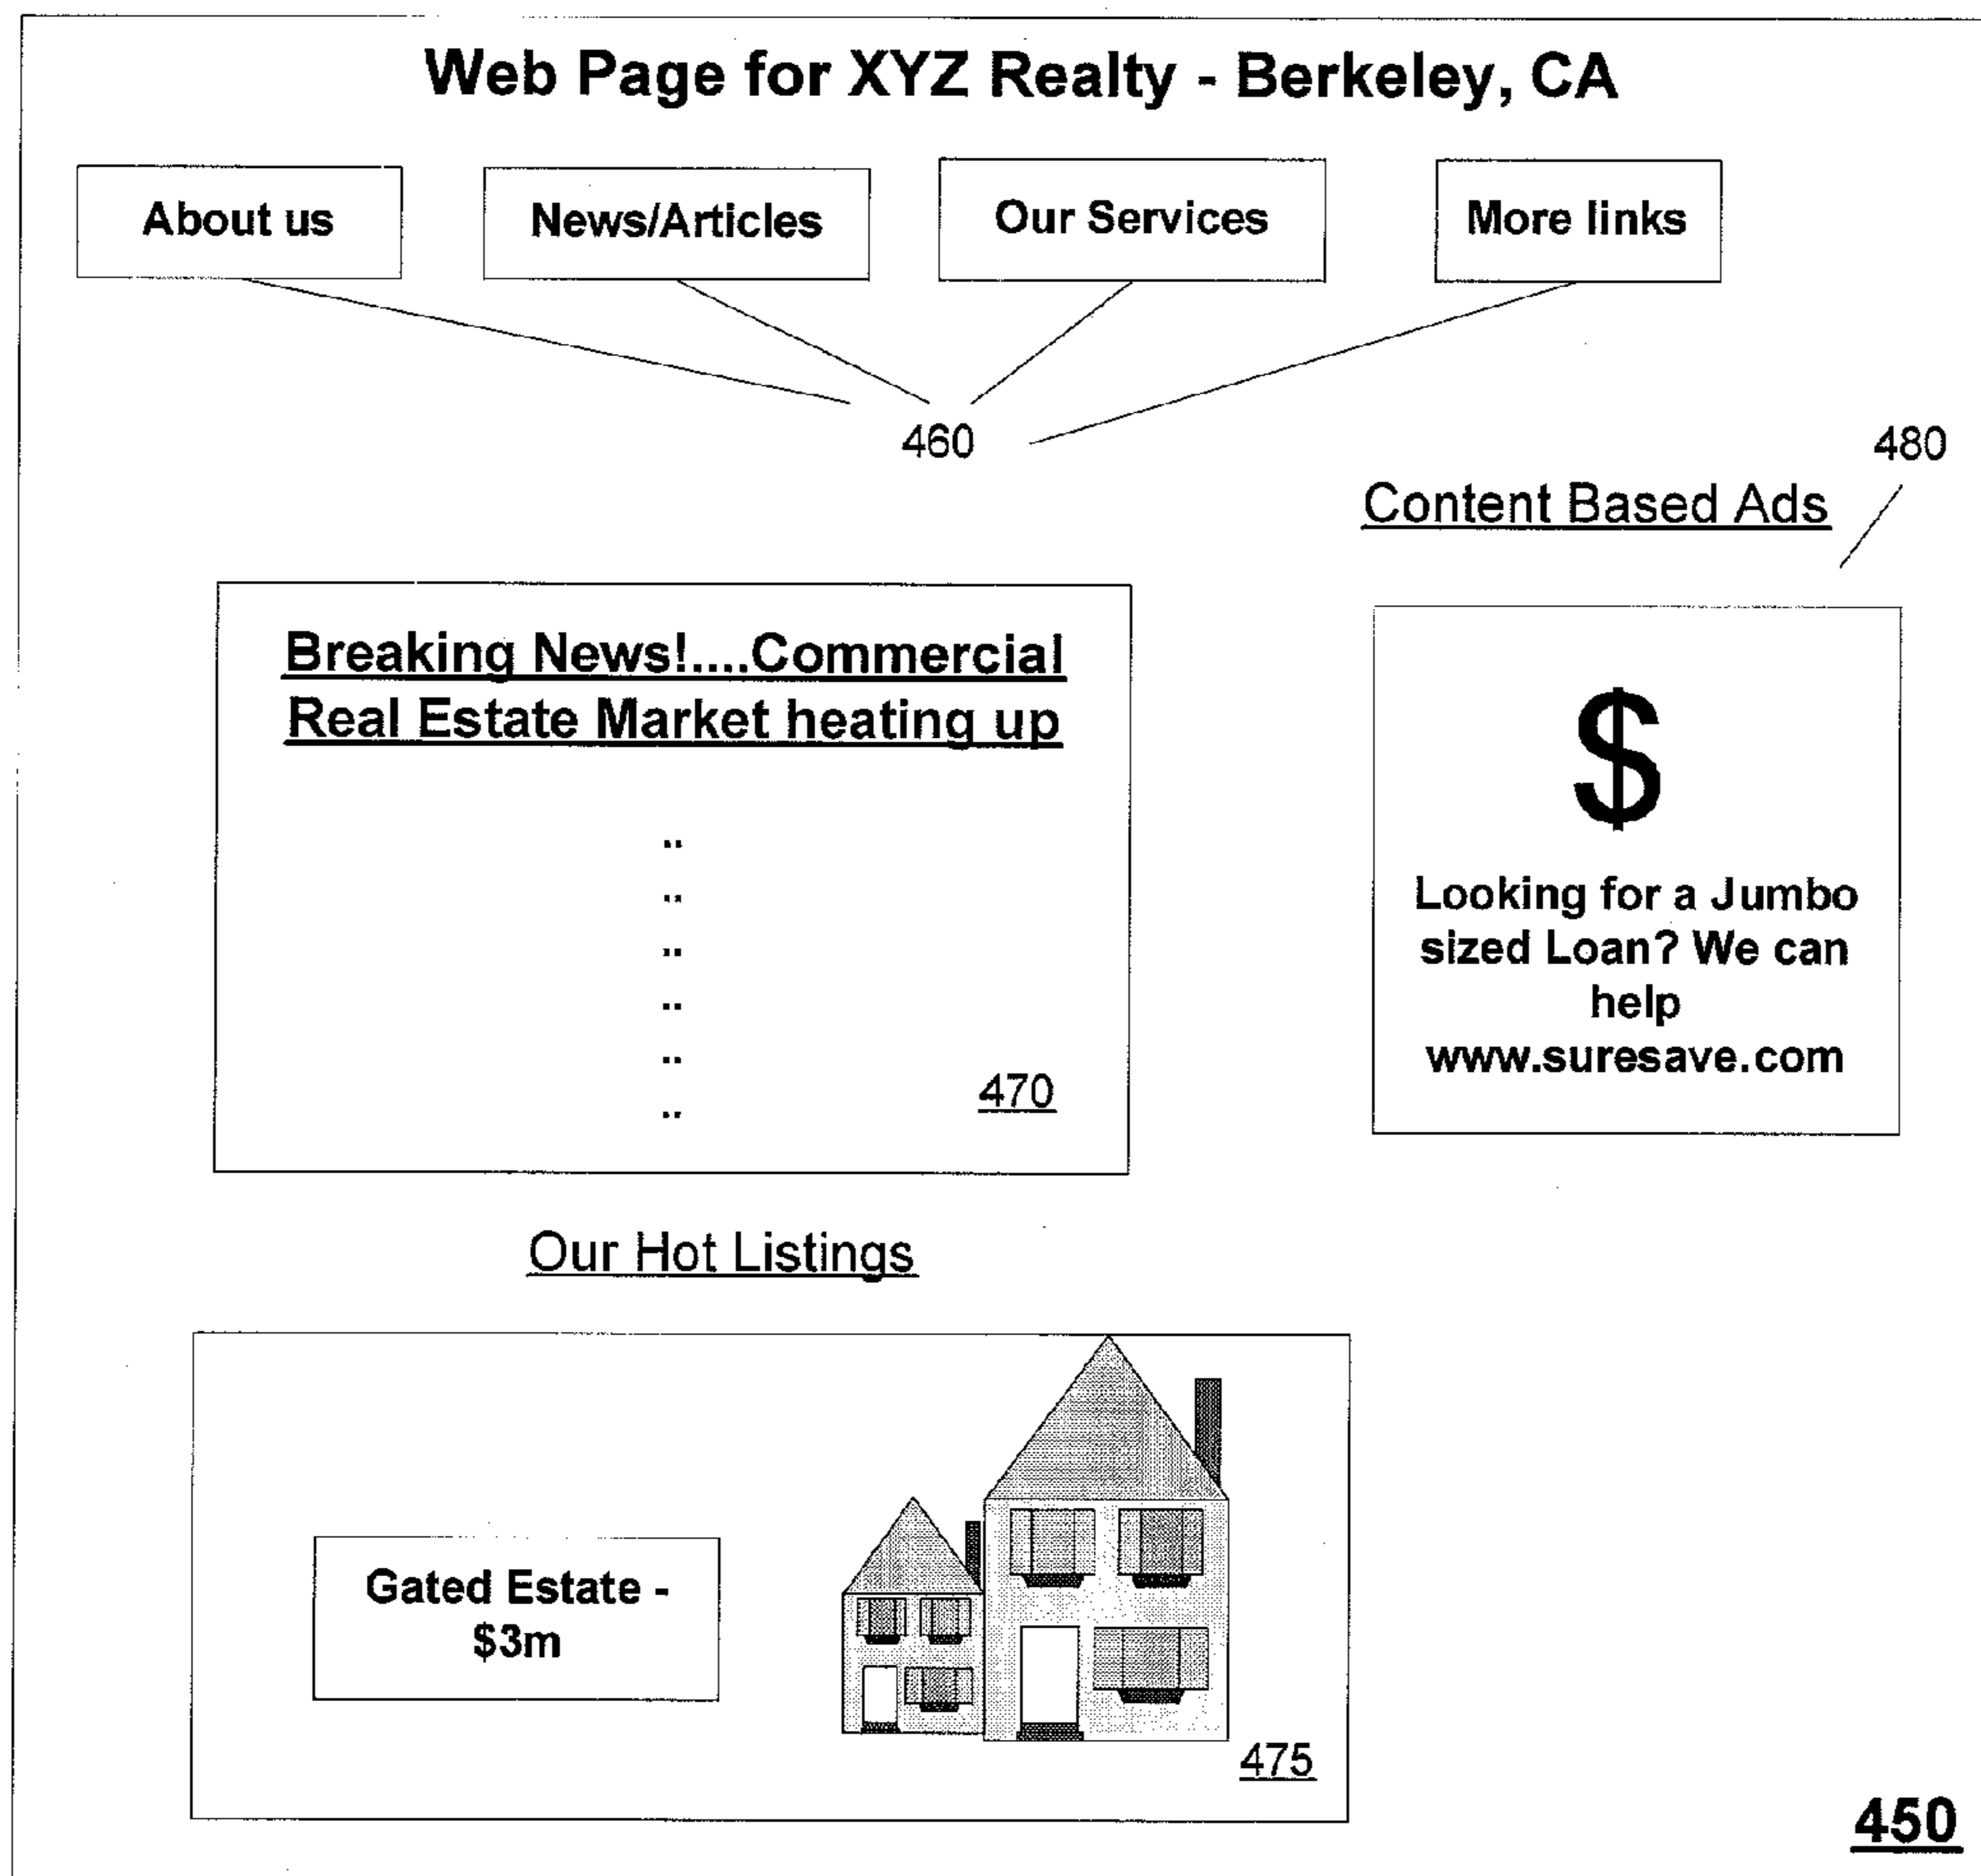 Web Page for XYZ Realty - Berkeley, CA
About us
News/Articles
Our Services
More links
460
480
Content Based Ads
Breaking News!....Commercial
Real Estate Market heating up
..
..
..
..
..
..
470
$
Looking for a Jumbo
sized Loan? We can
help
www.suresave.com
Our Hot Listings
Gated Estate -
$3m
475
450